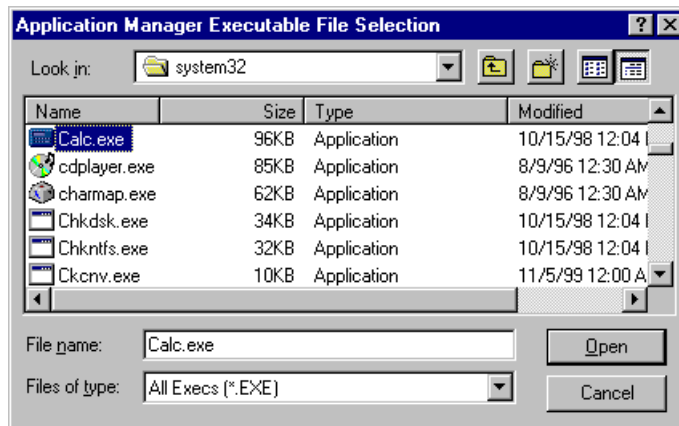 Application Manager Executable File Selection
Look in: system32
Name Size Type Modified
Calc.exe 96KB Application 10/15/98 12:04
cdplayer.exe 85KB Application 8/9/96 12:30 AM
charmap.exe 62KB Application 8/9/96 12:30 AM
Chkdsk.exe 34KB Application 10/15/98 12:04
Chkntfs.exe 32KB Application 10/15/98 12:04
Ckcnv.exe 10KB Application 11/5/99 12:00 A
File name: Calc.exe Open
Files of type: All Execs (*.EXE) Cancel